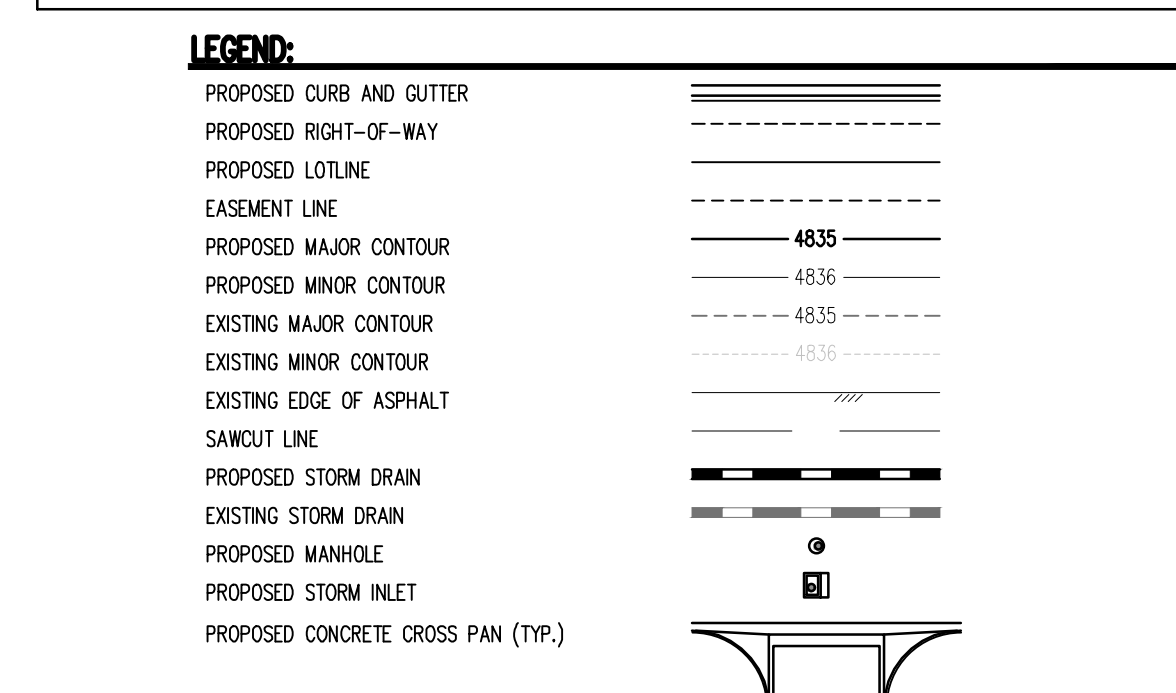 LEGEND:
PROPOSED CURB AND GUTTER
PROPOSED RIGHT-OF-WAY
PROPOSED LOTLINE
EASEMENT LINE
PROPOSED MAJOR CONTOUR 4835
PROPOSED MINOR CONTOUR 4836
EXISTING MAJOR CONTOUR 4835
EXISTING MINOR CONTOUR 4836
EXISTING EDGE OF ASPHALT
SAWCUT LINE
PROPOSED STORM DRAIN
EXISTING STORM DRAIN
PROPOSED MANHOLE
PROPOSED STORM INLET
PROPOSED CONCRETE CROSS PAN (TYP.)